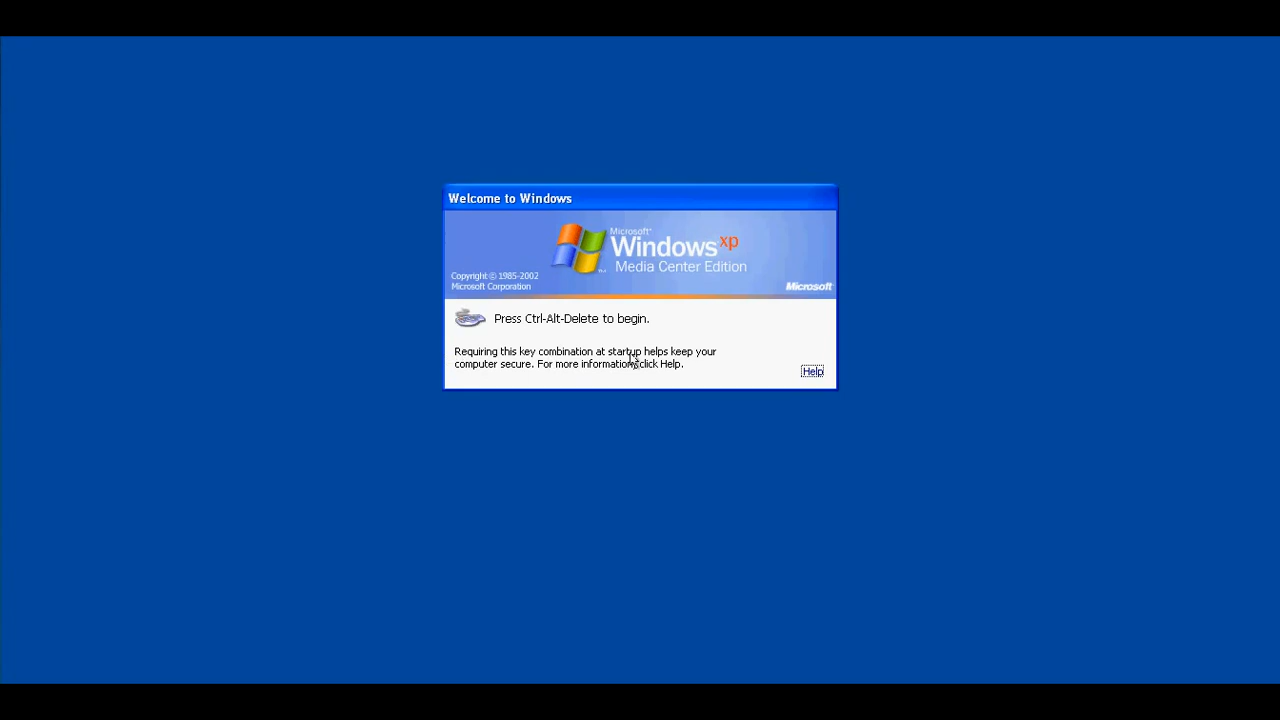 Welcome to Windows
Microsoft®
Windows xp
Media Center Edition
Copyright © 1985-2002
Microsoft Corporation
Microsoft
Press Ctrl-Alt-Delete to begin.
Requiring this key combination at startup helps keep your
computer secure. For more information, click Help.
Help